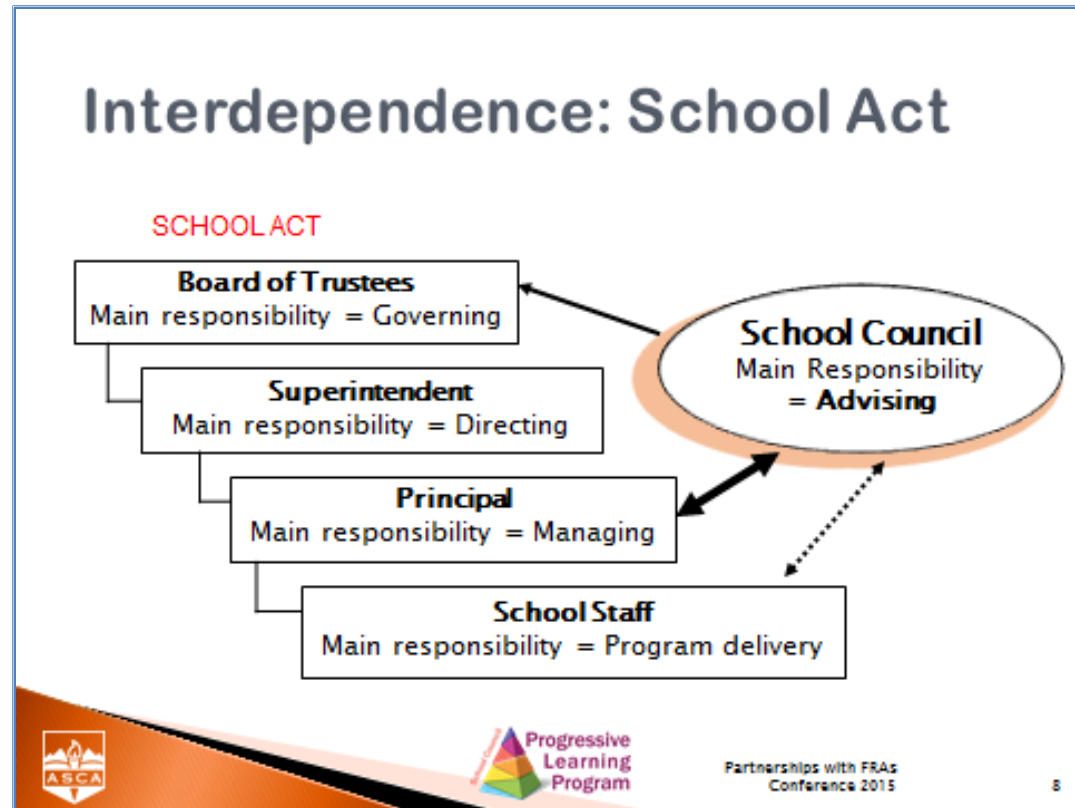 Interdependence: School Act
SCHOOL ACT
Board of Trustees
Main responsibility = Governing
Superintendent
Main responsibility = Directing
Principal
Main responsibility = Managing
School Staff
Main responsibility = Program delivery
School Council
Main Responsibility
= Advising
ASCA
School Council
Progressive
Learning
Program
Partnerships with FRAs
Conference 2015
8